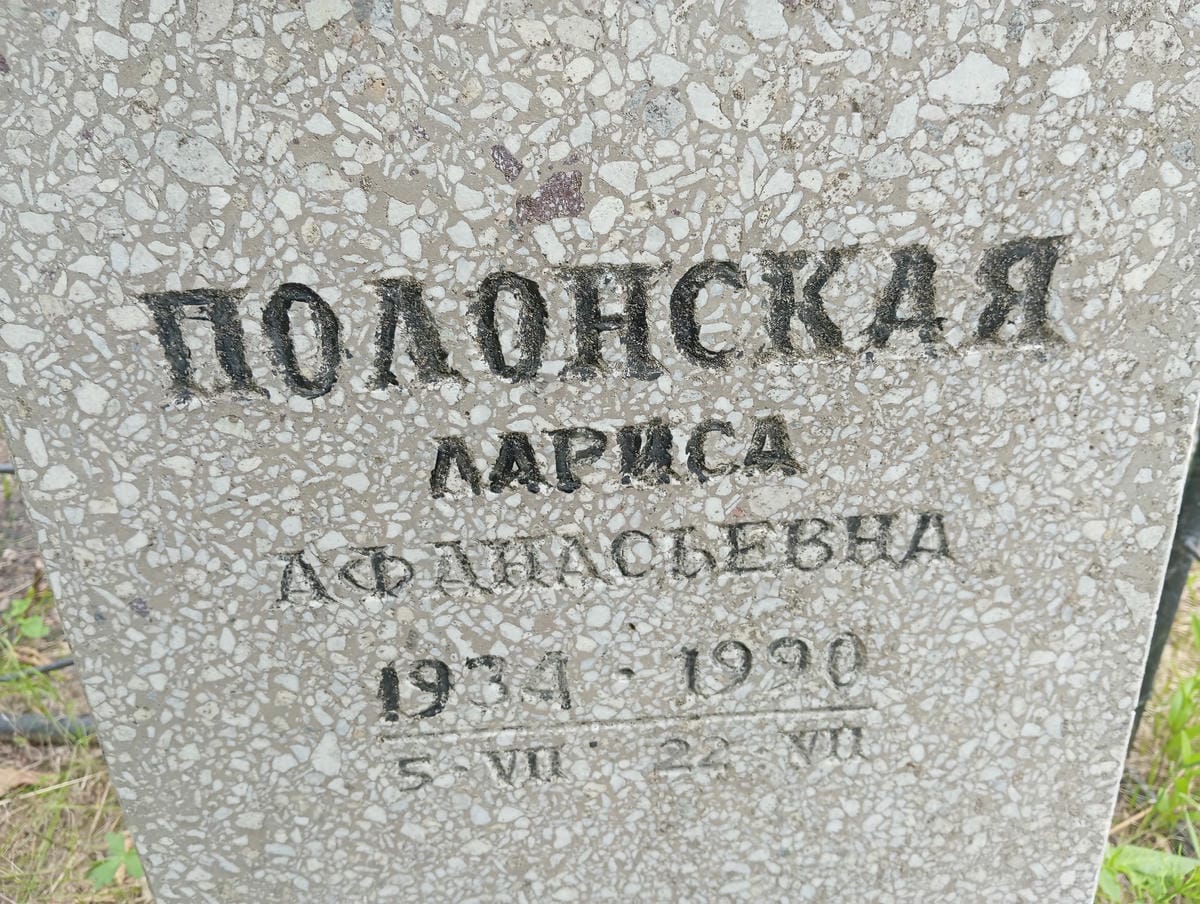 ПОЛОНСКАЯ
ЛАРИСА
АФАНАСЬЕВНА
1934 · 1990
5 - VII · 22 - VII